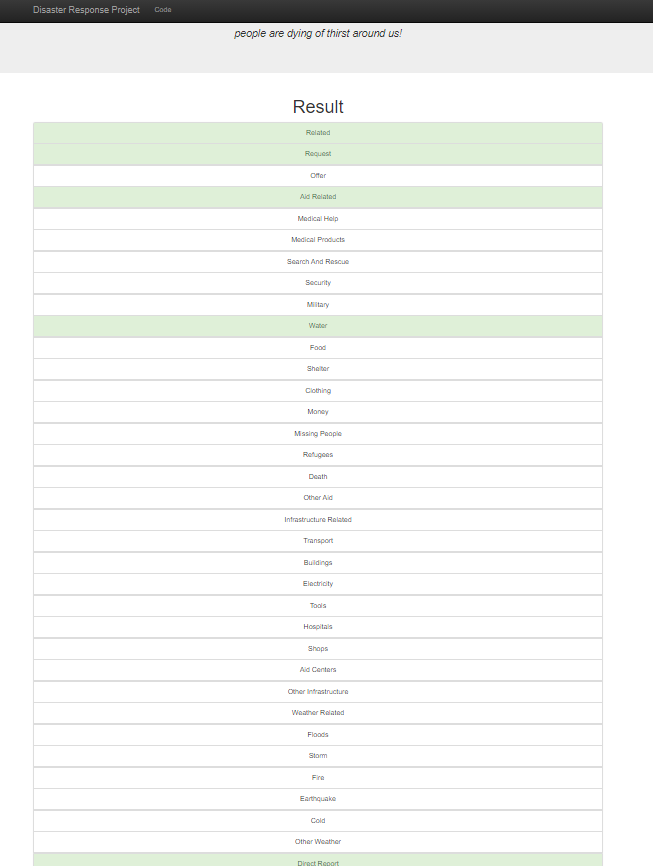 Disaster Response Project Code
people are dying of thirst around us!
Result
Related
Request
Offer
Aid Related
Medical Help
Medical Products
Search And Rescue
Security
Military
Water
Food
Shelter
Clothing
Money
Missing People
Refugees
Death
Other Aid
Infrastructure Related
Transport
Buildings
Electricity
Tools
Hospitals
Shops
Aid Centers
Other Infrastructure
Weather Related
Floods
Storm
Fire
Earthquake
Cold
Other Weather
Direct Report